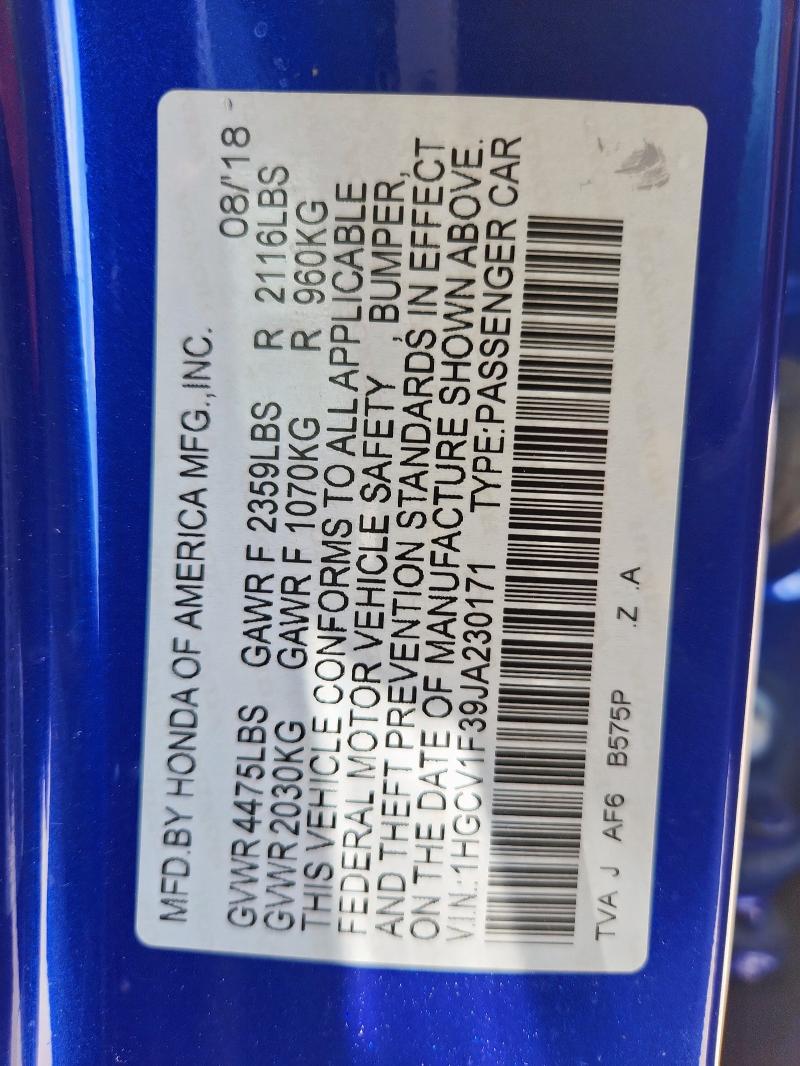 MFD.BY HONDA OF AMERICA MFG.,INC. 08/'18
GVWR 4475LBS GAWR F 2359LBS R 2116LBS
GVWR 2030KG GAWR F 1070KG R 960KG
THIS VEHICLE CONFORMS TO ALL APPLICABLE
FEDERAL MOTOR VEHICLE SAFETY , BUMPER,
AND THEFT PREVENTION STANDARDS IN EFFECT
ON THE DATE OF MANUFACTURE SHOWN ABOVE.
V.I.N.:1HGCV1F39JA230171 TYPE:PASSENGER CAR
TVA J AF6 B575P .Z .A